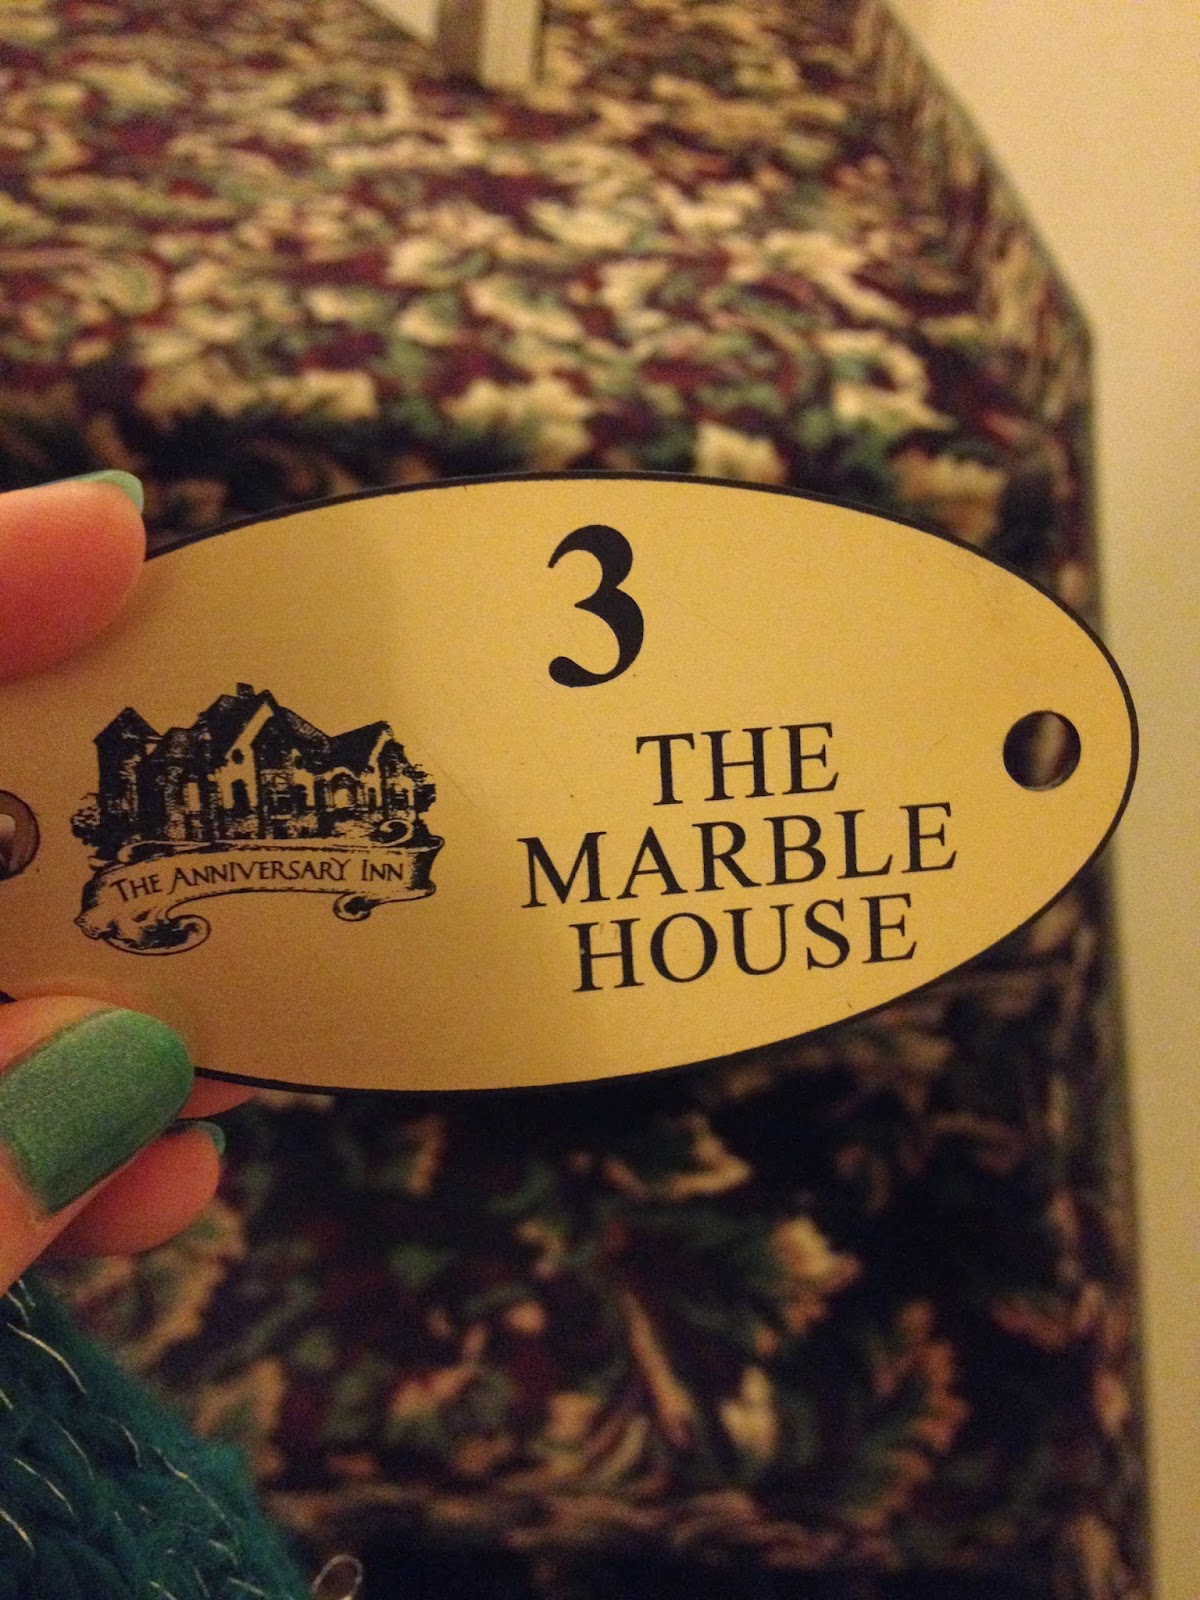 3
THE ANNIVERSARY INN
THE
MARBLE
HOUSE